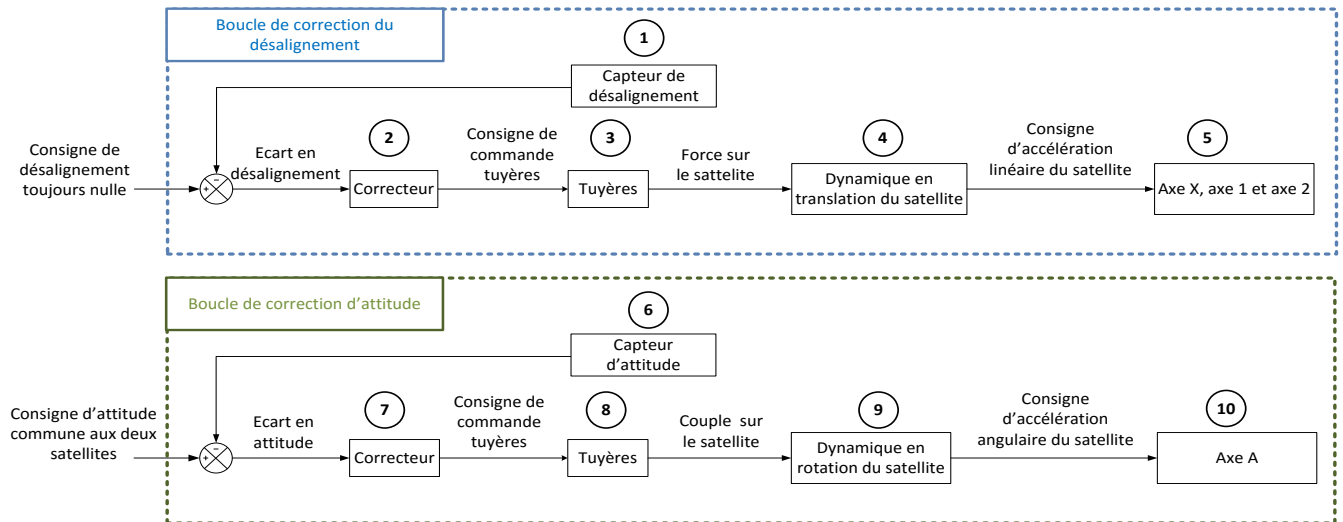 Boucle de correction du
désalignement
1
Capteur de
désalignement
Consigne de
désalignement
toujours nulle
+
−
Ecart en
désalignement
2
Correcteur
Consigne de
commande
tuyères
3
Tuyères
Force sur
le sattelite
4
Dynamique en
translation du satellite
Consigne
d’accélération
linéaire du satellite
5
Axe X, axe 1 et axe 2
Boucle de correction d’attitude
6
Capteur
d’attitude
Consigne d’attitude
commune aux deux
satellites
+
−
Ecart en
attitude
7
Correcteur
Consigne de
commande
tuyères
8
Tuyères
Couple sur
le satellite
9
Dynamique en
rotation du satellite
Consigne
d’accélération
angulaire du satellite
10
Axe A